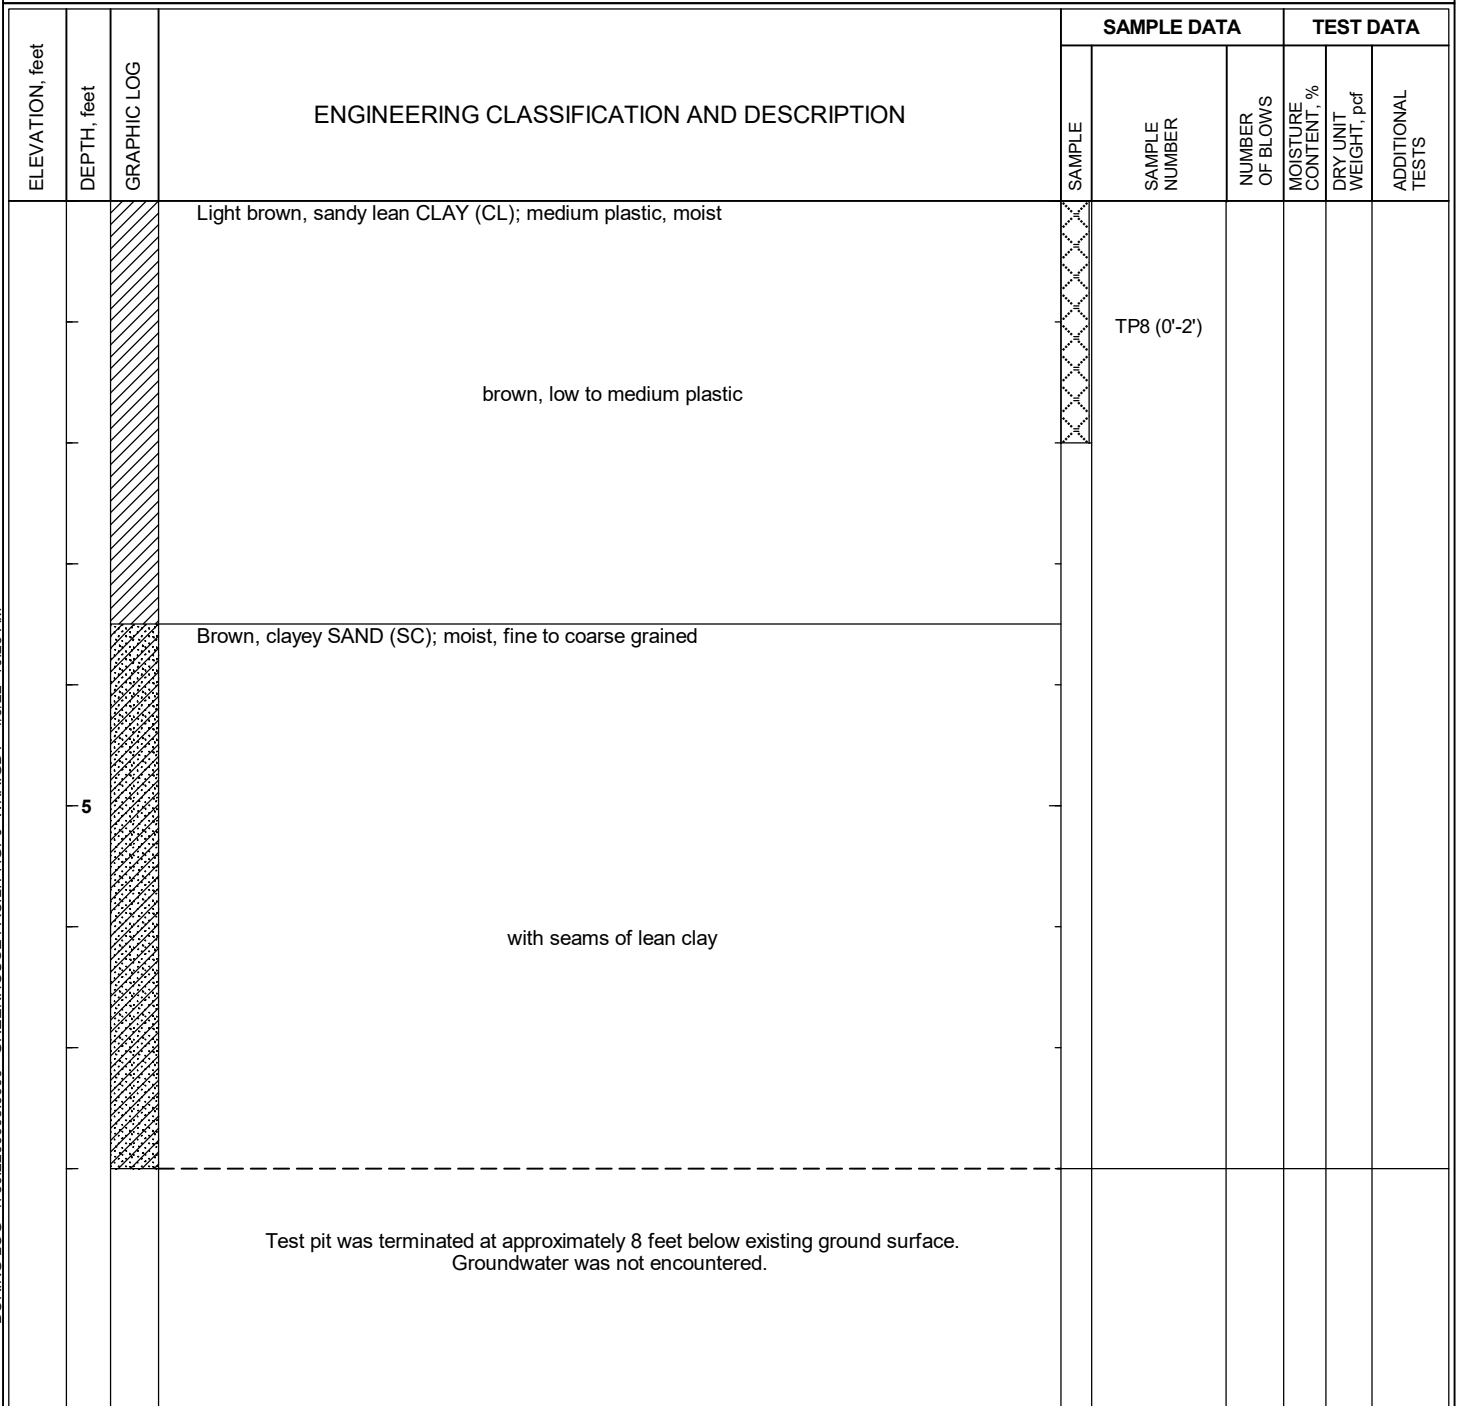 SAMPLE DATA
TEST DATA
ELEVATION, feet
DEPTH, feet
GRAPHIC LOG
ENGINEERING CLASSIFICATION AND DESCRIPTION
SAMPLE
SAMPLE
NUMBER
NUMBER
OF BLOWS
MOISTURE
CONTENT, %
DRY UNIT
WEIGHT, pcf
ADDITIONAL
TESTS
Light brown, sandy lean CLAY (CL); medium plastic, moist
TP8 (0'-2')
brown, low to medium plastic
Brown, clayey SAND (SC); moist, fine to coarse grained
5
with seams of lean clay
Test pit was terminated at approximately 8 feet below existing ground surface.
Groundwater was not encountered.